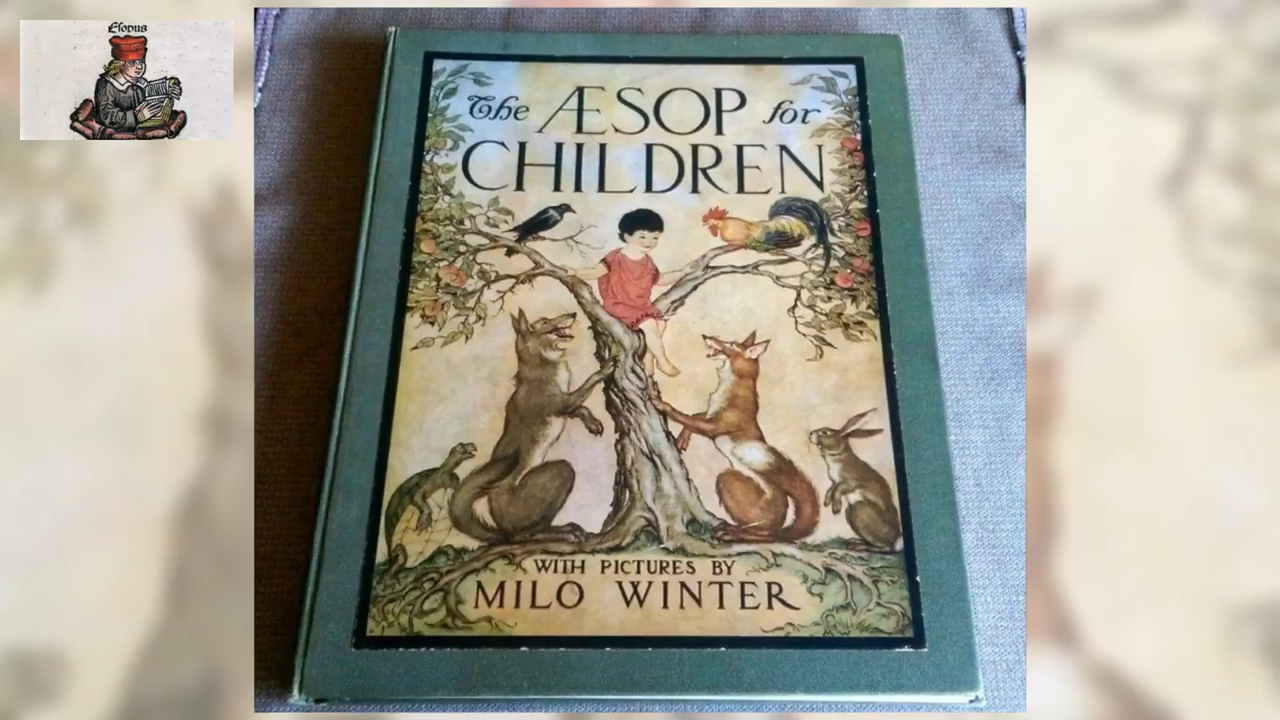 Esopus
The ÆSOP for
CHILDREN
WITH PICTURES BY
MILO WINTER